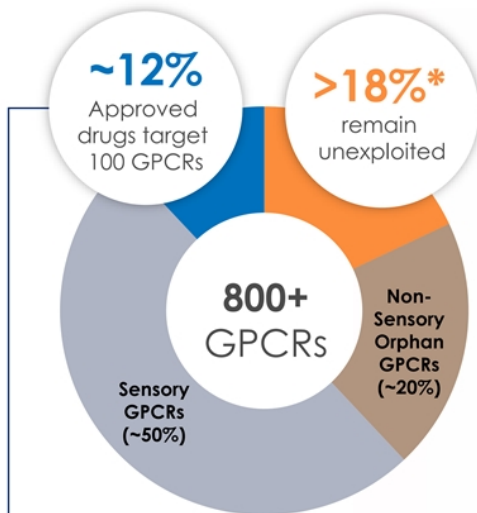 ~12%
Approved
drugs target
100 GPCRs
>18%*
remain
unexploited
800+
GPCRs
Non-
Sensory
Orphan
GPCRs
(~20%)
Sensory
GPCRs
(~50%)